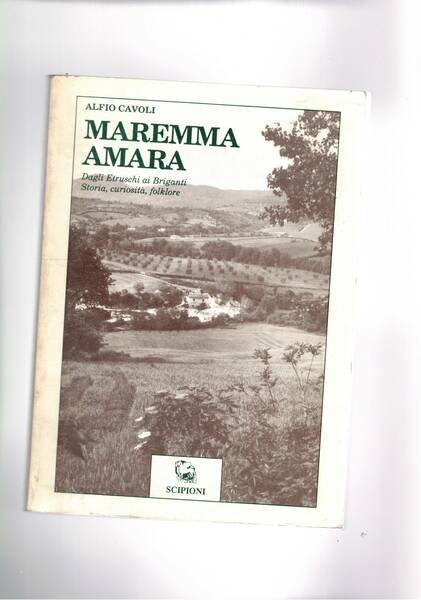 ALFIO CAVOLI
MAREMMA
AMARA
Dagli Etruschi ai Briganti
Storia, curiosità, folklore
SCIPIONI